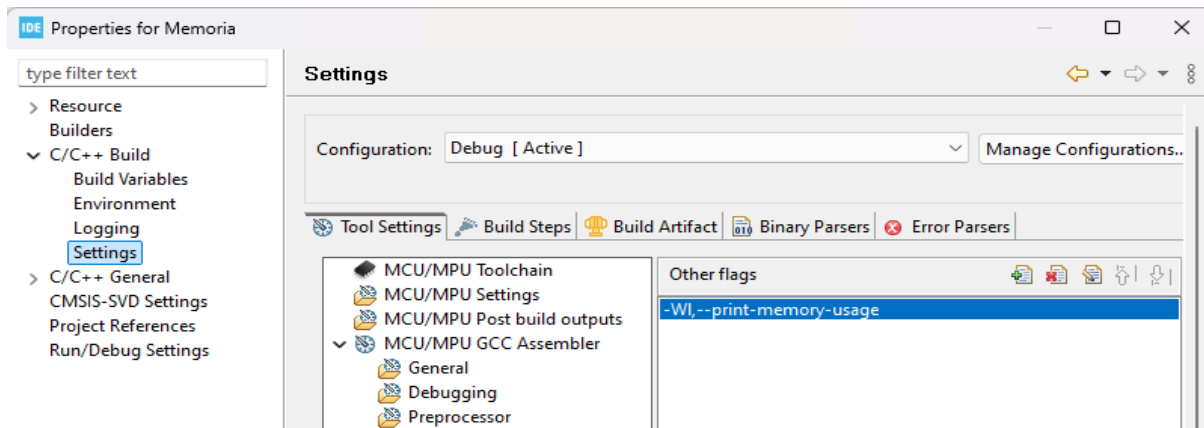 IDE Properties for Memoria
type filter text
Settings
Resource
Builders
C/C++ Build
Build Variables
Environment
Logging
Settings
C/C++ General
CMSIS-SVD Settings
Project References
Run/Debug Settings
Configuration: Debug [ Active ] Manage Configurations..
Tool Settings Build Steps Build Artifact 010 Binary Parsers Error Parsers
MCU/MPU Toolchain
MCU/MPU Settings
MCU/MPU Post build outputs
MCU/MPU GCC Assembler
General
Debugging
Preprocessor
Other flags
-Wl,--print-memory-usage